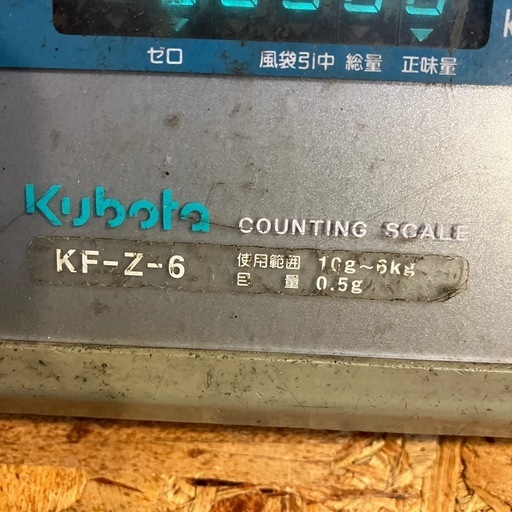 ゼロ 風袋引中 総量 正味量
Kubota COUNTING SCALE
KF-Z-6 使用範囲 10g～6kg
目 量 0.5g